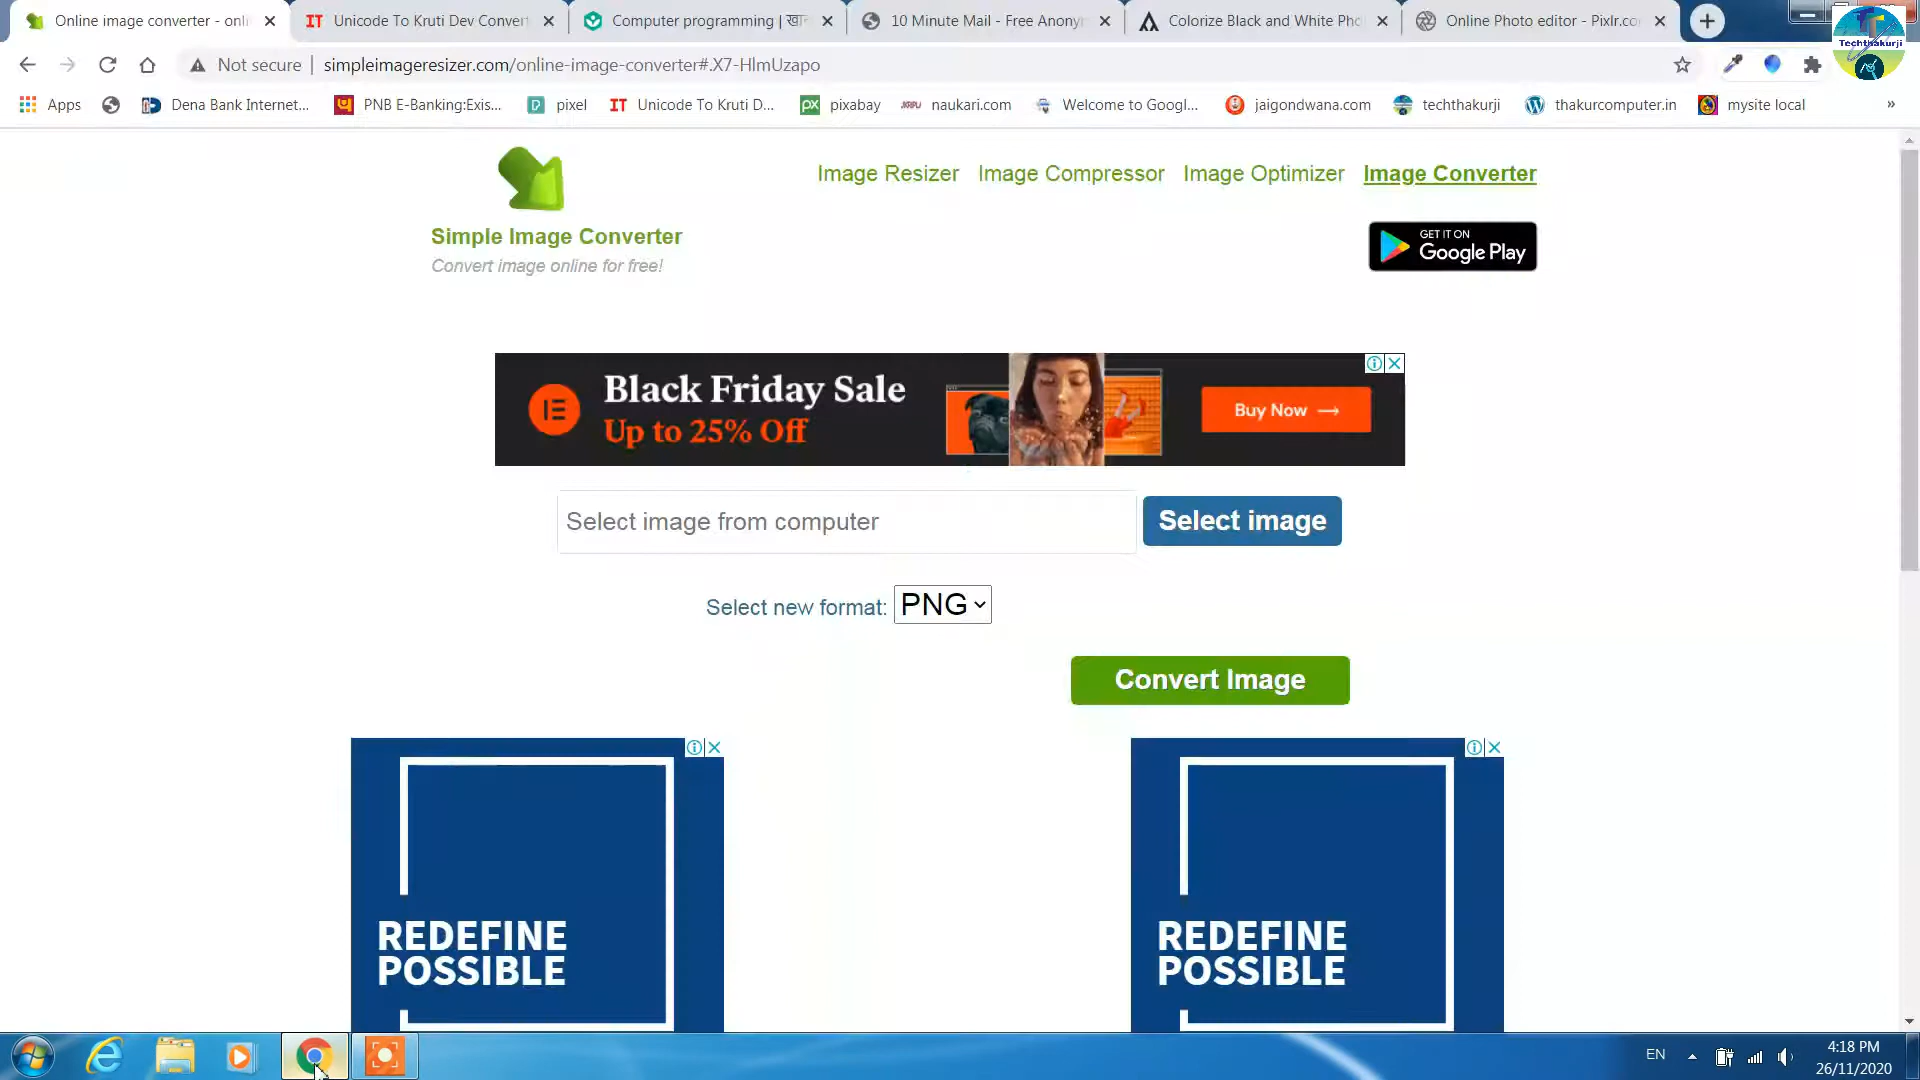 Online image converter - onli
IT Unicode To Kruti Dev Convert
Computer programming | खान
10 Minute Mail - Free Anony
Colorize Black and White Pho
Online Photo editor - Pixlr.co
Not secure simpleimageresizer.com/online-image-converter#.X7-HlmUzapo
TT
Techthakurji
Apps
Dena Bank Internet...
PNB E-Banking:Exis...
pixel
IT Unicode To Kruti D...
px pixabay
naukari.com
Welcome to Googl...
jaigondwana.com
techthakurji
thakurcomputer.in
mysite local
»
Image Resizer Image Compressor Image Optimizer Image Converter
Simple Image Converter
Convert image online for free!
GET IT ON
Google Play
Black Friday Sale
Up to 25% Off
Buy Now →
Select image from computer
Select image
Select new format: PNG
Convert Image
REDEFINE
POSSIBLE
REDEFINE
POSSIBLE
EN
4:18 PM
26/11/2020